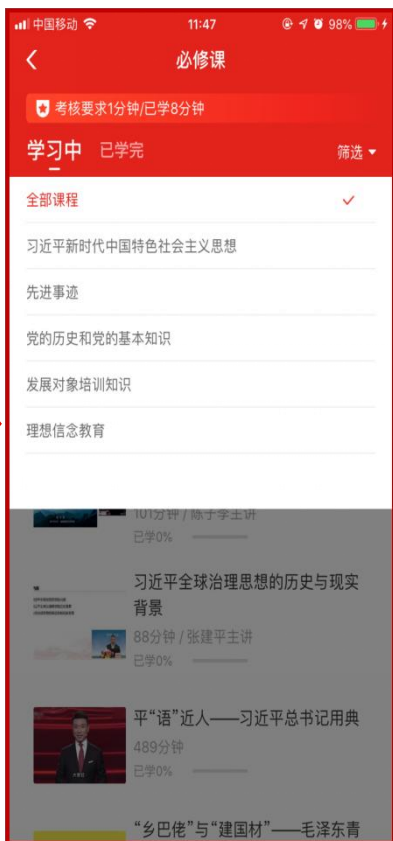 中国移动 11:47 98%
必修课
考核要求1分钟/已学8分钟
学习中 已学完 筛选
全部课程
习近平新时代中国特色社会主义思想
先进事迹
党的历史和党的基本知识
发展对象培训知识
理想信念教育
101分钟 / 陈于学主讲
已学0%
习近平全球治理思想的历史与现实
背景
88分钟 / 张建平主讲
已学0%
平“语”近人——习近平总书记用典
489分钟
已学0%
“乡巴佬”与“建国材”——毛泽东青